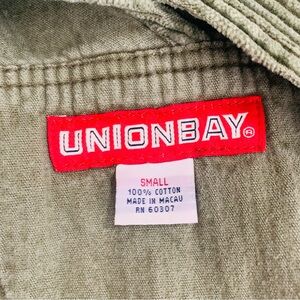 UNIONBAY®
SMALL
100% COTTON
MADE IN MACAU
RN 60307